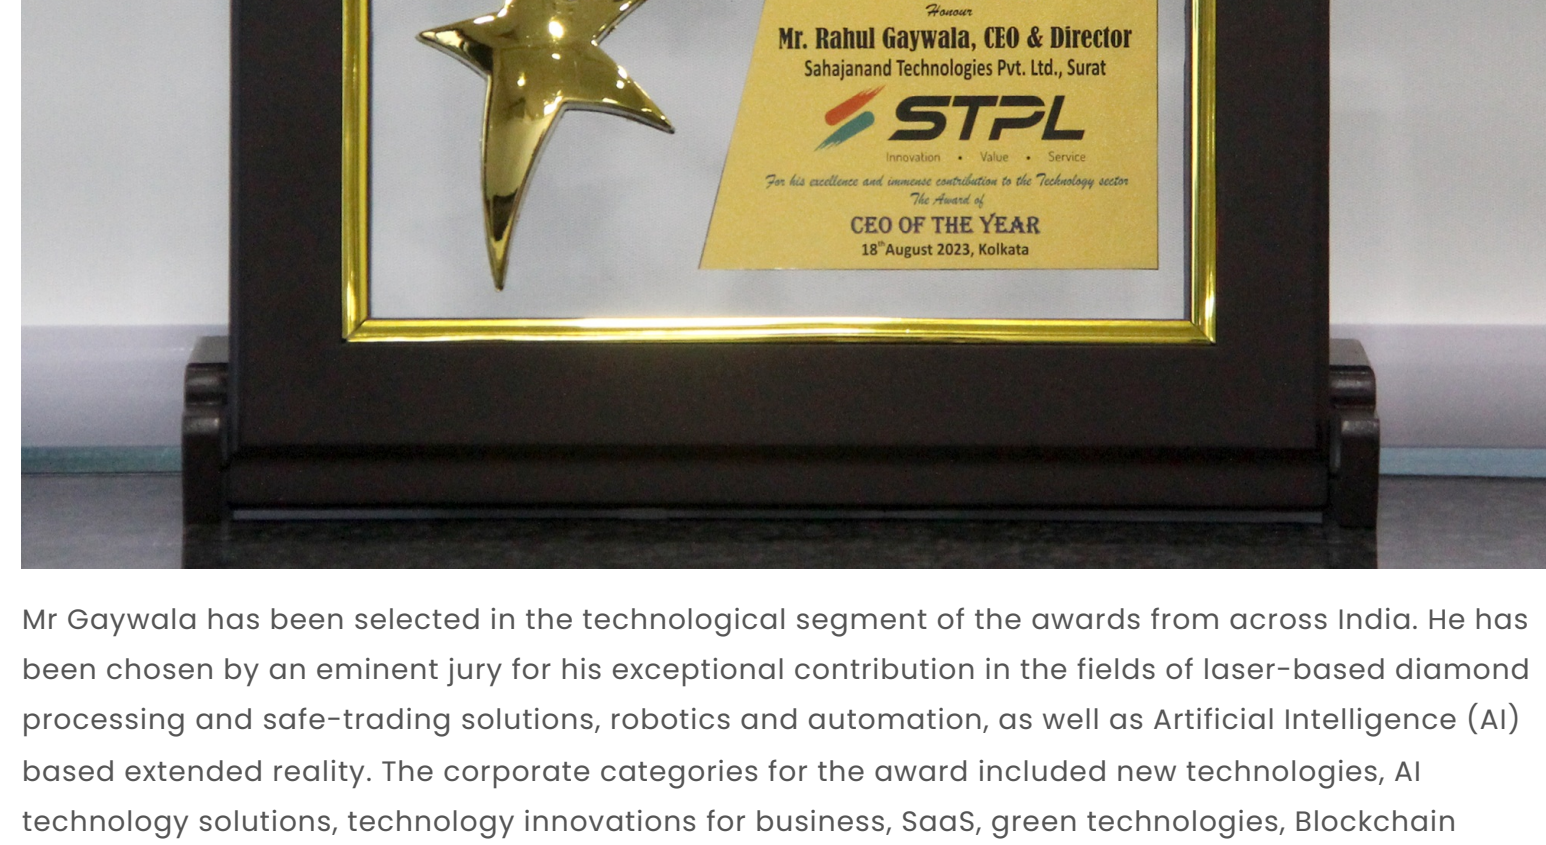 Honour
Mr. Rahul Gaywala, CEO & Director
Sahajanand Technologies Pvt. Ltd., Surat
STPL
Innovation • Value • Service
For his excellence and immense contribution to the Technology sector
The Award of
CEO OF THE YEAR
18th August 2023, Kolkata
Mr Gaywala has been selected in the technological segment of the awards from across India. He has
been chosen by an eminent jury for his exceptional contribution in the fields of laser-based diamond
processing and safe-trading solutions, robotics and automation, as well as Artificial Intelligence (AI)
based extended reality. The corporate categories for the award included new technologies, AI
technology solutions, technology innovations for business, SaaS, green technologies, Blockchain